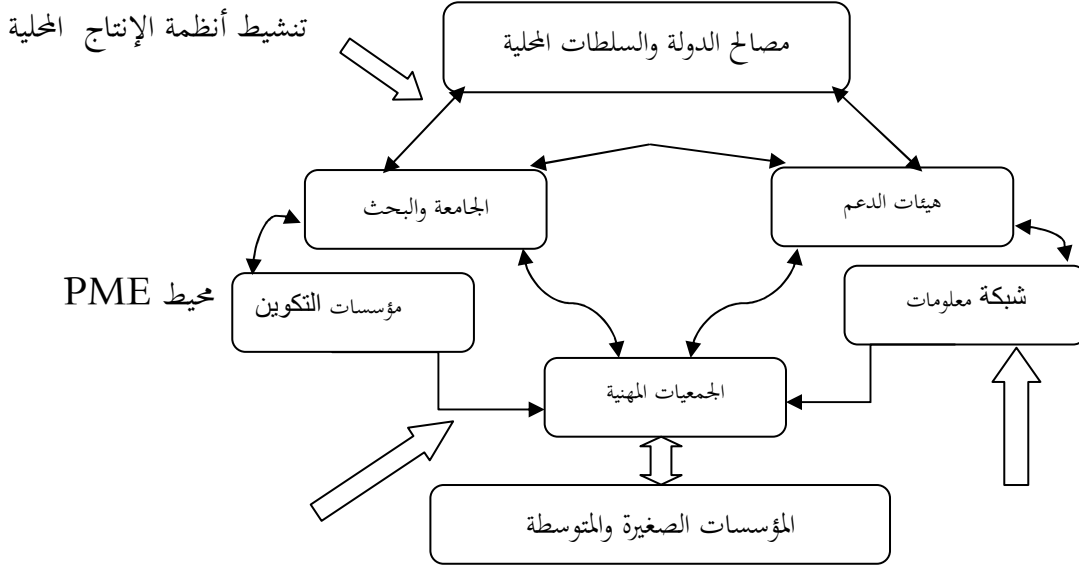 تنشيط أنظمة الإنتاج المحلية
مصالح الدولة والسلطات المحلية
هيئات الدعم
الجامعة والبحث
شبكة معلومات
مؤسسات التكوين
محيط PME
الجمعيات المهنية
المؤسسات الصغيرة والمتوسطة